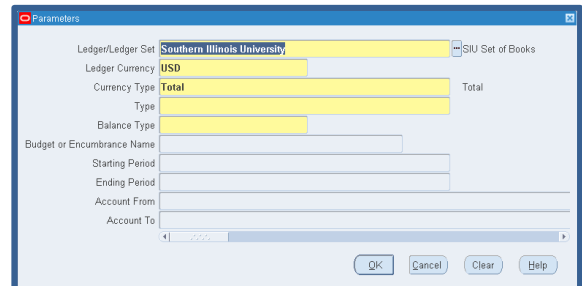 Parameters
Ledger/Ledger Set Southern Illinois University SIU Set of Books
Ledger Currency USD
Currency Type Total Total
Type
Balance Type
Budget or Encumbrance Name
Starting Period
Ending Period
Account From
Account To
OK Cancel Clear Help